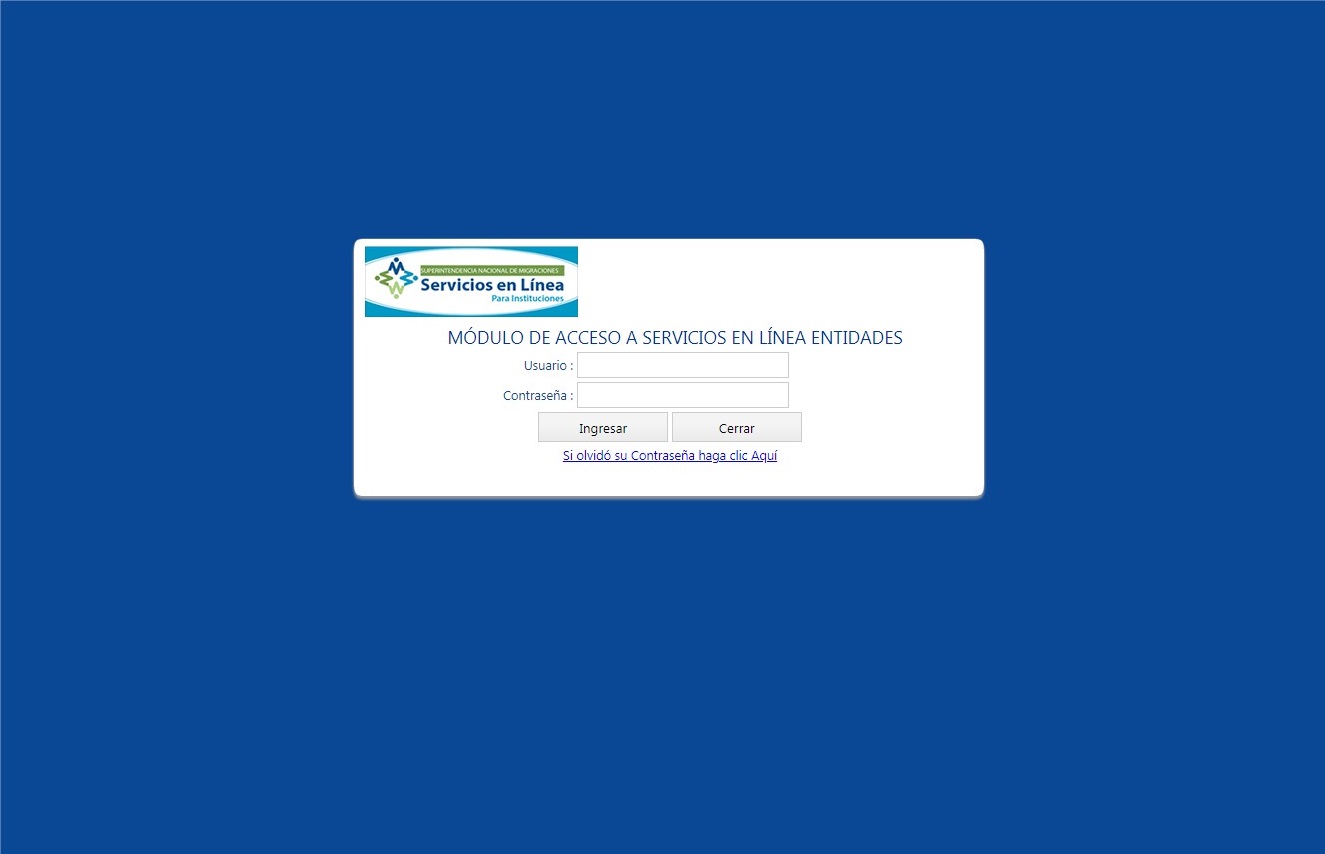 SUPERINTENDENCIA NACIONAL DE MIGRACIONES
Servicios en Línea
Para Instituciones
MÓDULO DE ACCESO A SERVICIOS EN LÍNEA ENTIDADES
Usuario :
Contraseña :
Ingresar Cerrar
Si olvidó su Contraseña haga clic Aquí